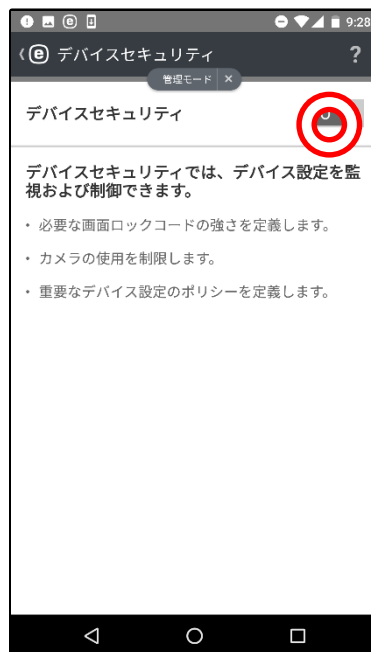 9:28
デバイスセキュリティ
?
管理モード ×
デバイスセキュリティ
デバイスセキュリティでは、デバイス設定を監
視および制御できます。
・ 必要な画面ロックコードの強さを定義します。
・ カメラの使用を制限します。
・ 重要なデバイス設定のポリシーを定義します。